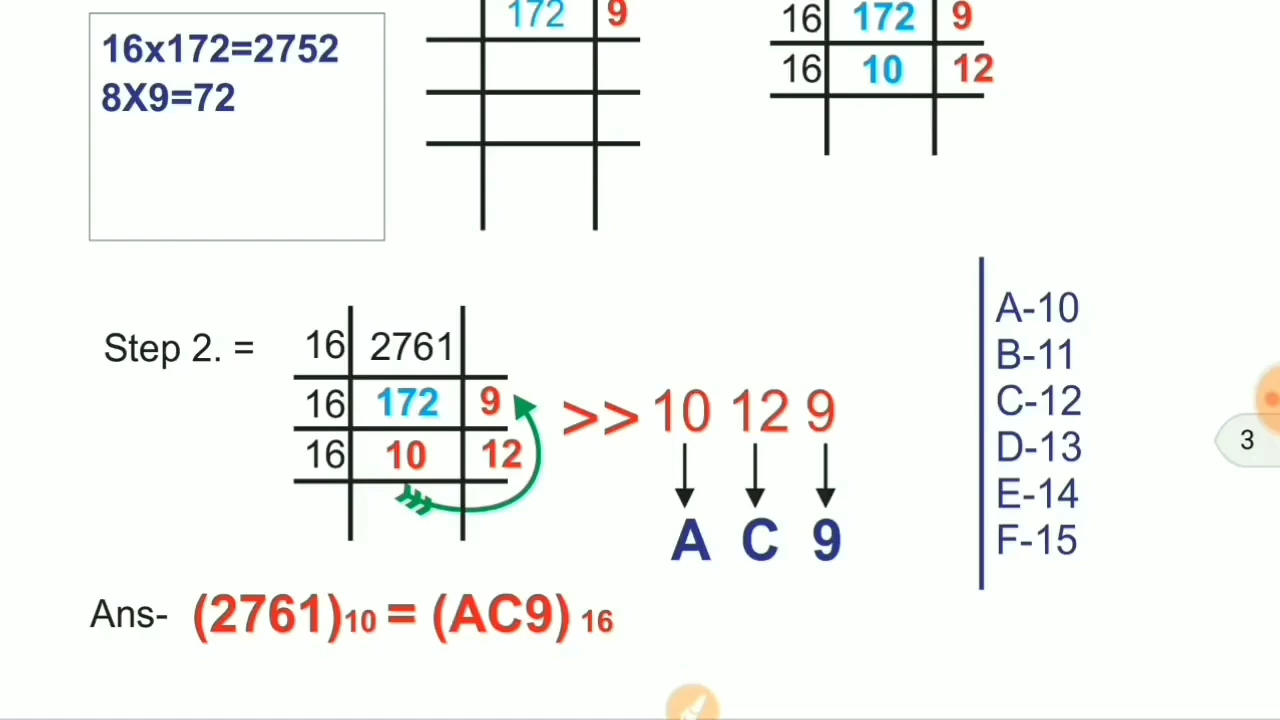 16x172=2752
8X9=72
172 9
16 172 9
16 10 12
Step 2. =
16 2761
16 172 9
16 10 12
>> 10 12 9
A C 9
A-10
B-11
C-12
D-13
E-14
F-15
3
Ans- (2761)10 = (AC9) 16